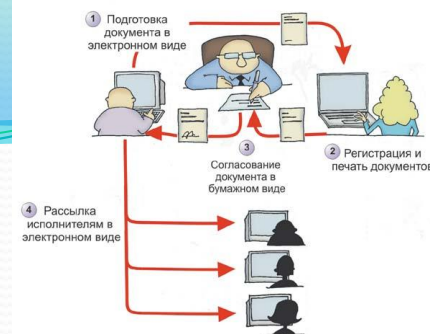 1 Подготовка
документа в
электронном виде
3
Согласование
документа в
бумажном виде
2 Регистрация и
печать документов
4 Рассылка
исполнителям в
электронном виде